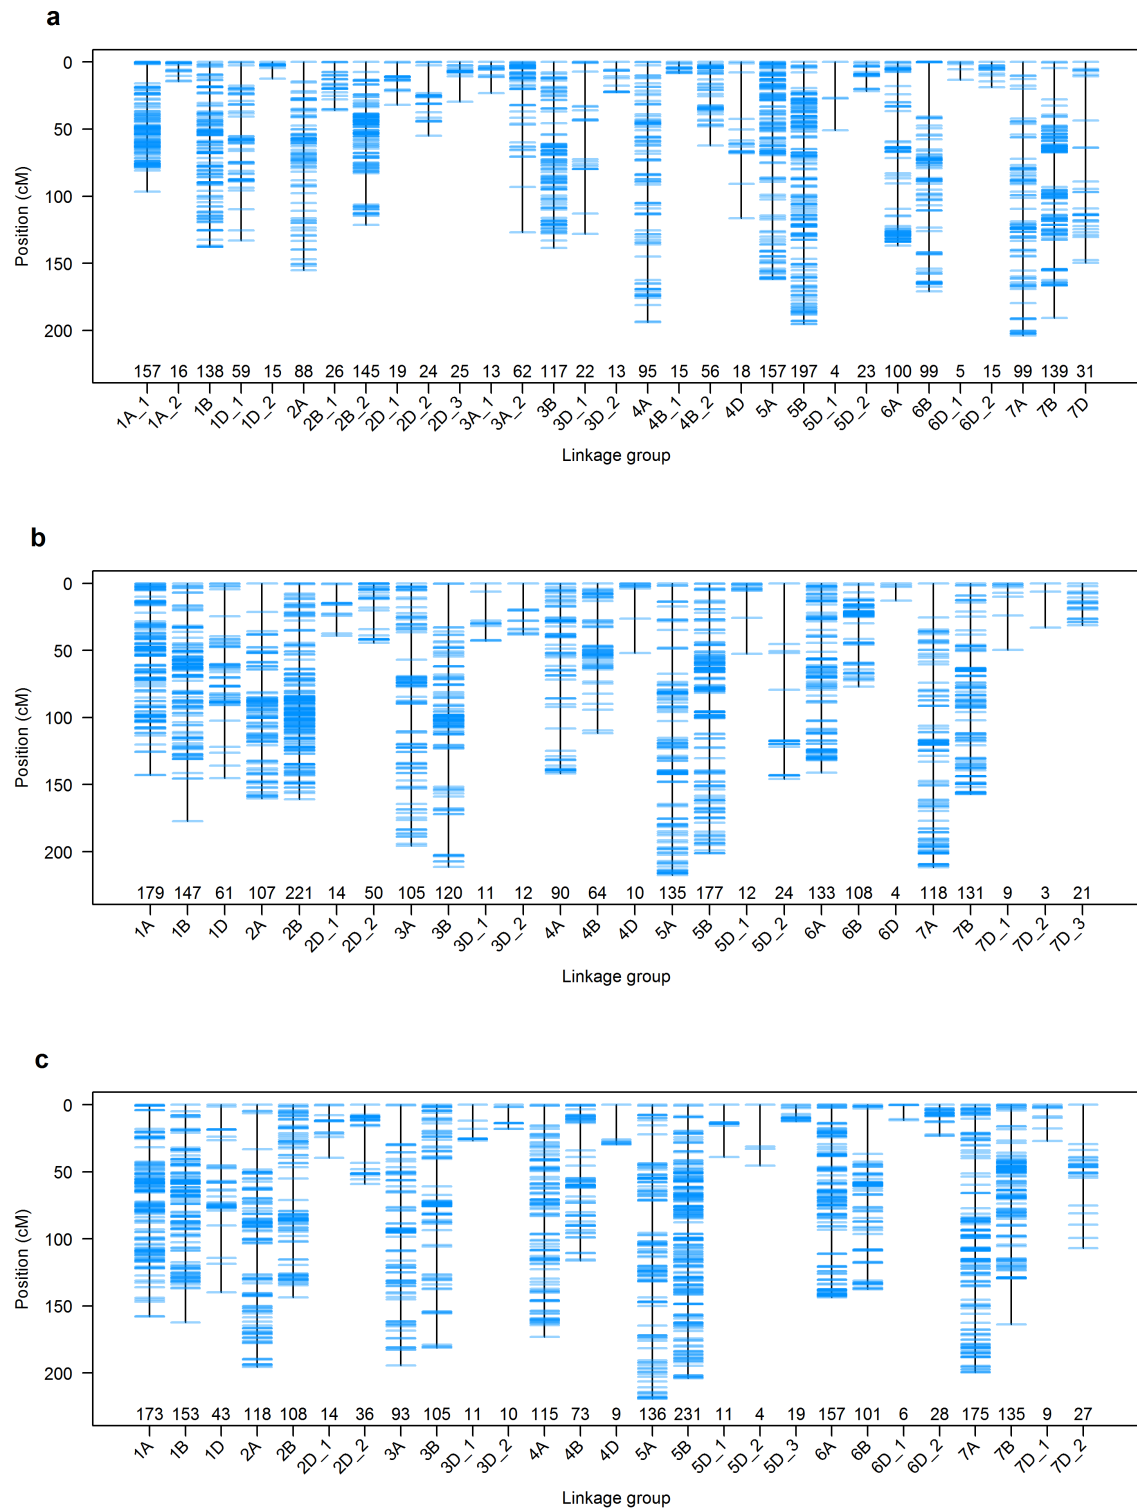 a
0
50
100
150
200
Position (cM)
157 16 138 59 15 88 26 145 19 24 25 13 62 117 22 13 95 15 56 18 157 197 4 23 100 99 5 15 99 139 31
1A_1 1A_2 1B 1D_1 1D_2 2A 2B_1 2B_2 2D_1 2D_2 2D_3 3A_1 3A_2 3B 3D_1 3D_2 4A 4B_1 4B_2 4D 5A 5B 5D_1 5D_2 6A 6B 6D_1 6D_2 7A 7B 7D
Linkage group
b
0
50
100
150
200
Position (cM)
179 147 61 107 221 14 50 105 120 11 12 90 64 10 135 177 12 24 133 108 4 118 131 9 3 21
1A 1B 1D 2A 2B 2D_1 2D_2 3A 3B 3D_1 3D_2 4A 4B 4D 5A 5B 5D_1 5D_2 6A 6B 6D 7A 7B 7D_1 7D_2 7D_3
Linkage group
c
0
50
100
150
200
Position (cM)
173 153 43 118 108 14 36 93 105 11 10 115 73 9 136 231 11 4 19 157 101 6 28 175 135 9 27
1A 1B 1D 2A 2B 2D_1 2D_2 3A 3B 3D_1 3D_2 4A 4B 4D 5A 5B 5D_1 5D_2 5D_3 6A 6B 6D_1 6D_2 7A 7B 7D_1 7D_2
Linkage group